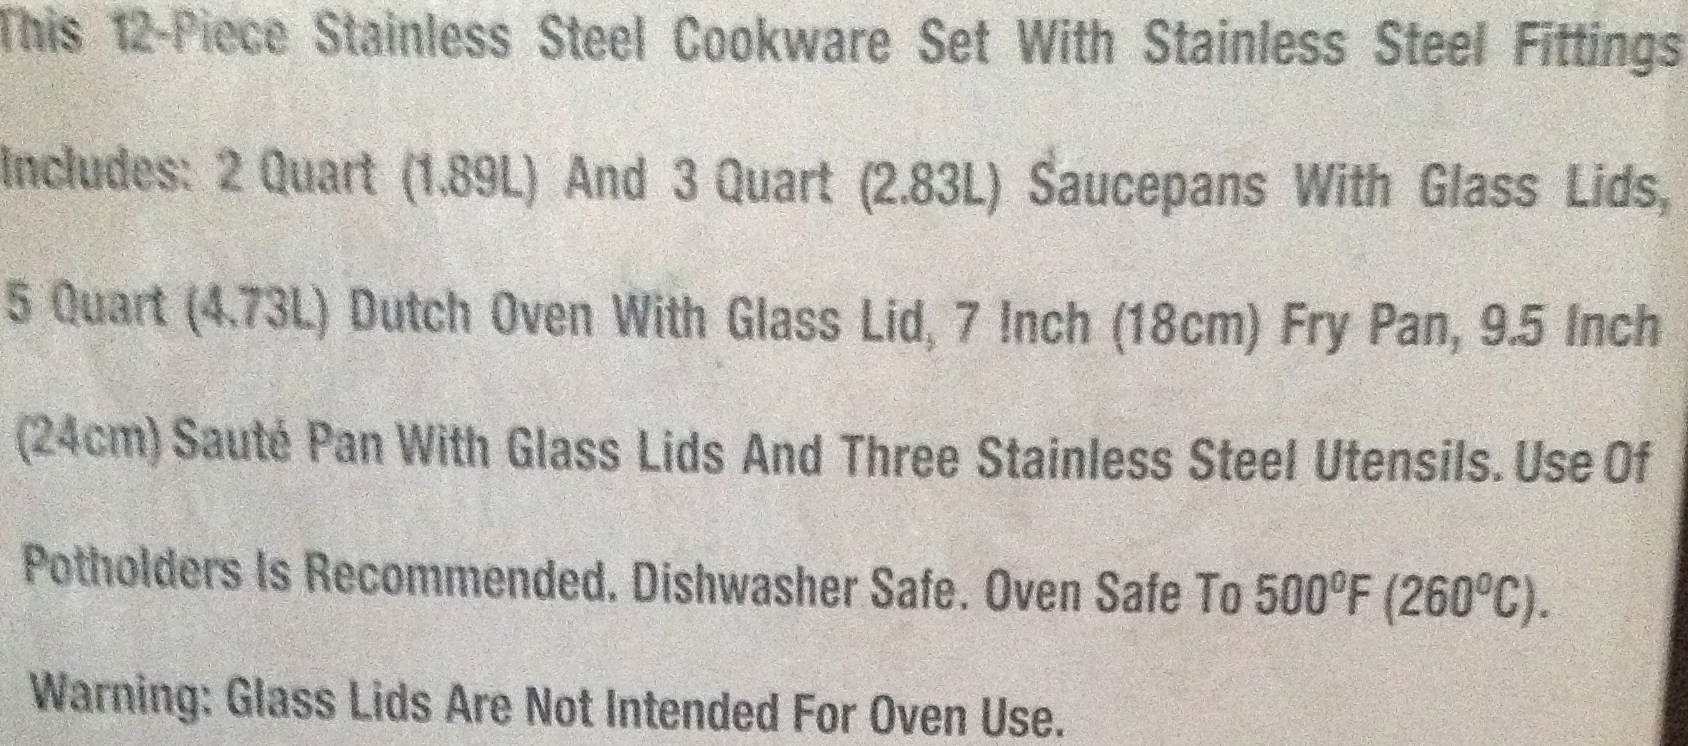 This 12-Piece Stainless Steel Cookware Set With Stainless Steel Fittings
Includes: 2 Quart (1.89L) And 3 Quart (2.83L) Saucepans With Glass Lids,
5 Quart (4.73L) Dutch Oven With Glass Lid, 7 Inch (18cm) Fry Pan, 9.5 Inch
(24cm) Sauté Pan With Glass Lids And Three Stainless Steel Utensils. Use Of
Potholders Is Recommended. Dishwasher Safe. Oven Safe To 500ºF (260ºC).
Warning: Glass Lids Are Not Intended For Oven Use.